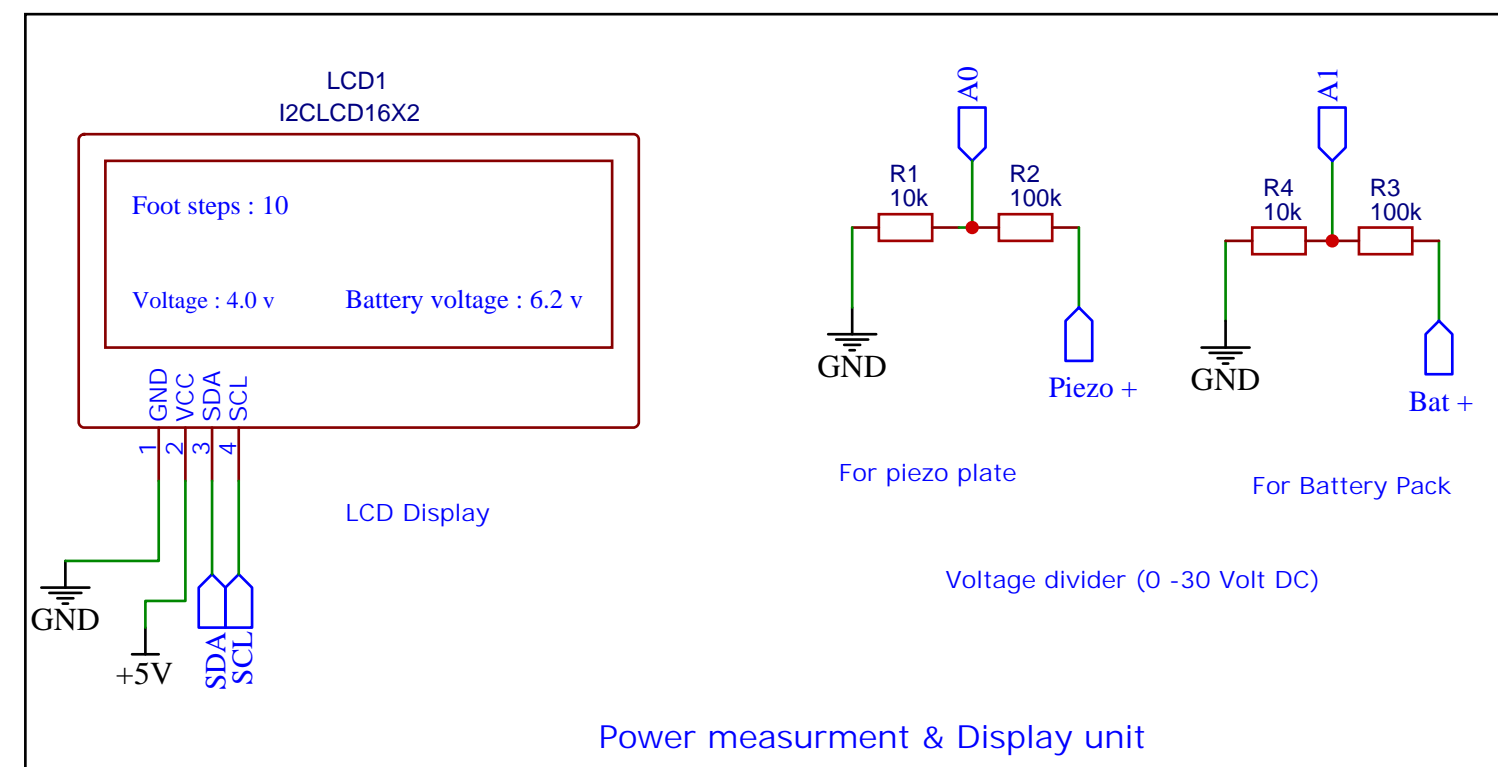 LCD1
I2CLCD16X2
Foot steps : 10
Voltage : 4.0 v
Battery voltage : 6.2 v
GND
VCC
SDA
SCL
1
2
3
4
GND
+5V
SDA
SCL
LCD Display
A0
R1
10k
R2
100k
GND
Piezo +
For piezo plate
A1
R4
10k
R3
100k
GND
Bat +
For Battery Pack
Voltage divider (0 -30 Volt DC)
Power measurment & Display unit